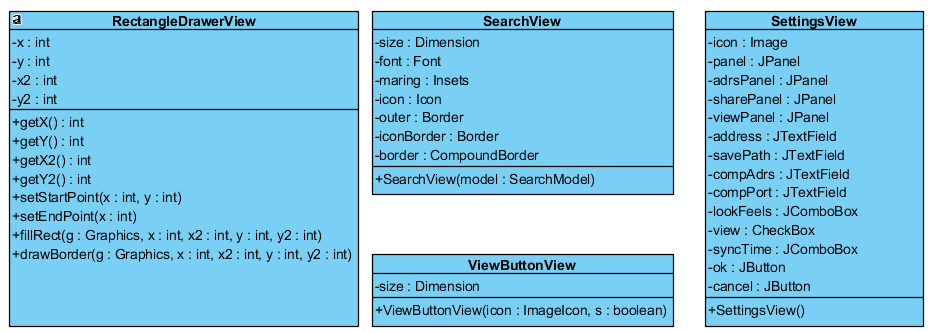 a
RectangleDrawerView
-x : int
-y : int
-x2 : int
-y2 : int
+getX() : int
+getY() : int
+getX2() : int
+getY2() : int
+setStartPoint(x : int, y : int)
+setEndPoint(x : int)
+fillRect(g : Graphics, x : int, x2 : int, y : int, y2 : int)
+drawBorder(g : Graphics, x : int, x2 : int, y : int, y2 : int)
SearchView
-size : Dimension
-font : Font
-maring : Insets
-icon : Icon
-outer : Border
-iconBorder : Border
-border : CompoundBorder
+SearchView(model : SearchModel)
ViewButtonView
-size : Dimension
+ViewButtonView(icon : ImageIcon, s : boolean)
SettingsView
-icon : Image
-panel : JPanel
-adrsPanel : JPanel
-sharePanel : JPanel
-viewPanel : JPanel
-address : JTextField
-savePath : JTextField
-compAdrs : JTextField
-compPort : JTextField
-lookFeels : JComboBox
-view : CheckBox
-syncTime : JComboBox
-ok : JButton
-cancel : JButton
+SettingsView()